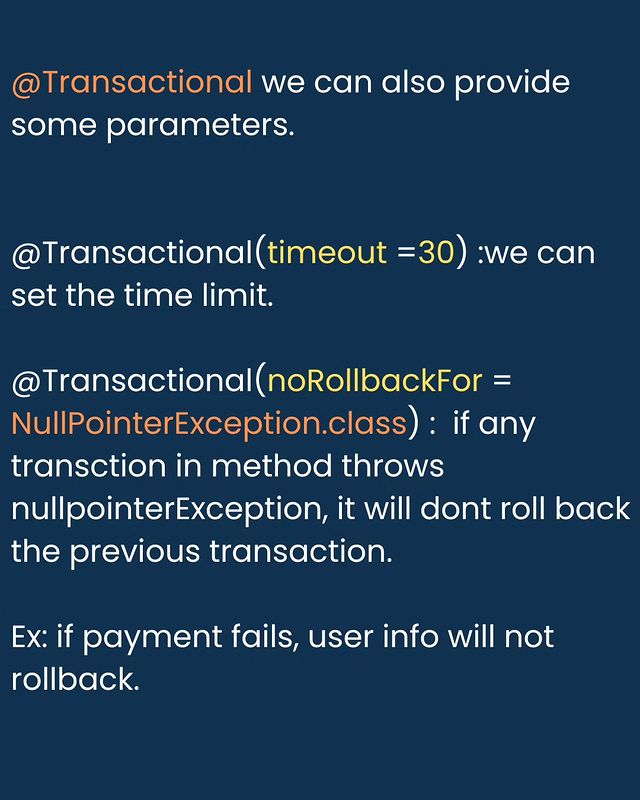 @Transactional we can also provide
some parameters.
@Transactional(timeout =30) :we can
set the time limit.
@Transactional(noRollbackFor =
NullPointerException.class) :  if any
transction in method throws
nullpointerException, it will dont roll back
the previous transaction.
Ex: if payment fails, user info will not
rollback.